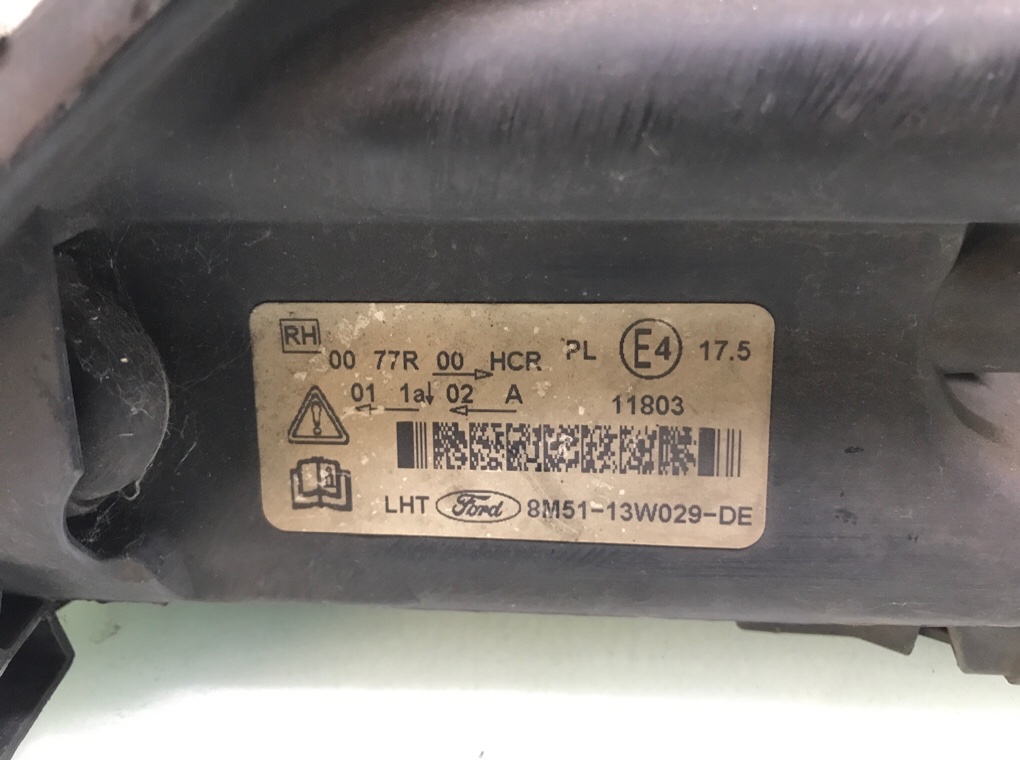 RH
00 77R 00 HCR PL E4 17.5
01 1a 02 A 11803
LHT Ford 8M51-13W029-DE